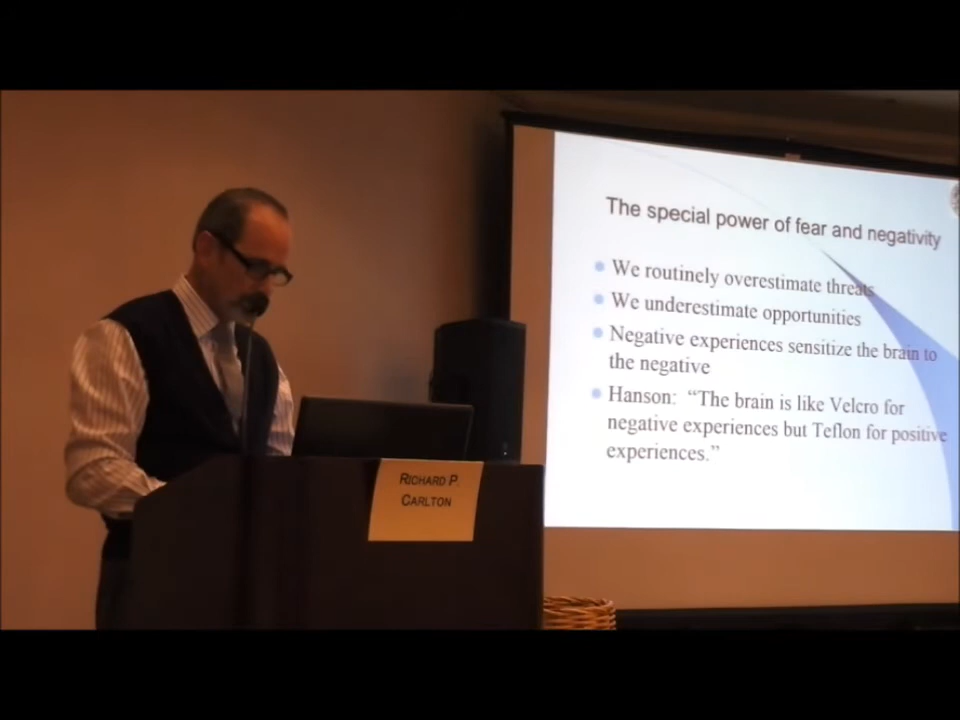 The special power of fear and negativity
We routinely overestimate threats
We underestimate opportunities
Negative experiences sensitize the brain to
the negative
Hanson: “The brain is like Velcro for
negative experiences but Teflon for positive
experiences.”
RICHARD P.
CARLTON